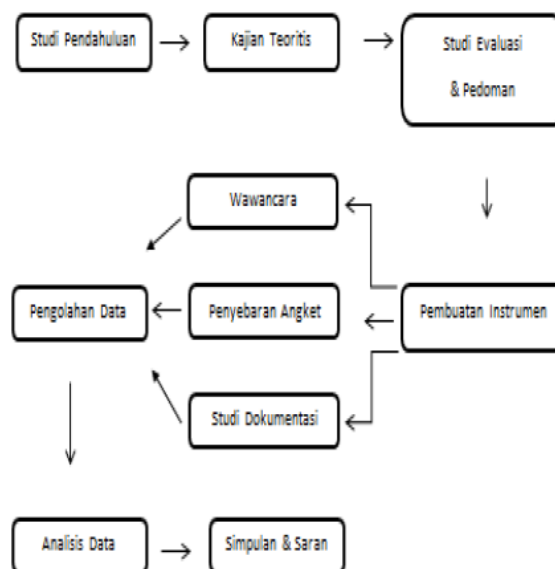 Studi Pendahuluan
Kajian Teoritis
Studi Evaluasi
& Pedoman
Wawancara
Pengolahan Data
Penyebaran Angket
Pembuatan Instrumen
Studi Dokumentasi
Analisis Data
Simpulan & Saran